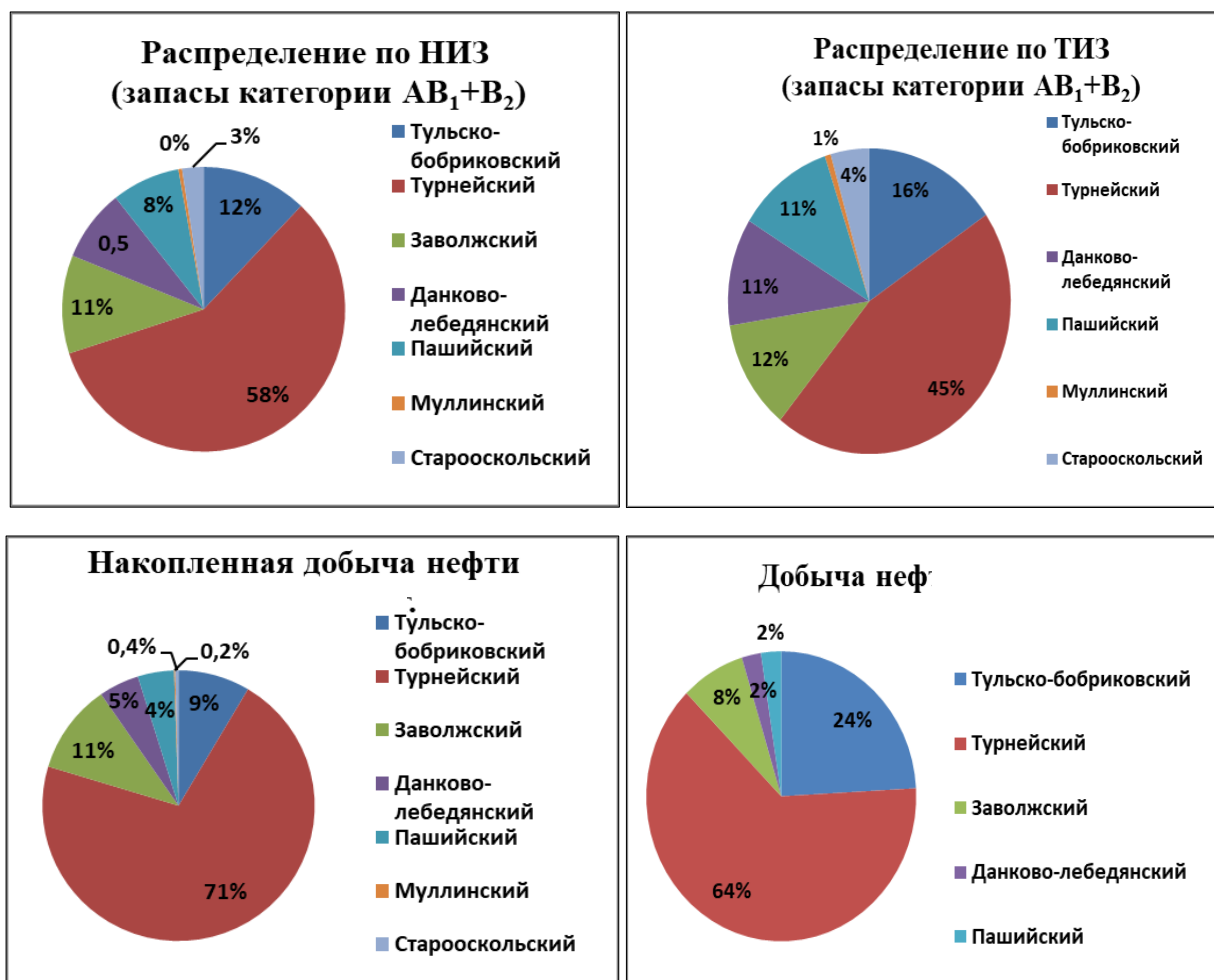 Распределение по НИЗ
(запасы категории АВ₁+В₂)
0%
3%
12%
58%
11%
0,5
8%
Тульско-
бобриковский
Турнейский
Заволжский
Данково-
лебедянский
Пашийский
Муллинский
Старооскольский
Распределение по ТИЗ
(запасы категории АВ₁+В₂)
1%
4%
16%
45%
12%
11%
11%
Тульско-
бобриковский
Турнейский
Данково-
лебедянский
Пашийский
Муллинский
Старооскольский
Накопленная добыча нефти
0,4%
0,2%
9%
71%
11%
5%
4%
Тульско-
бобриковский
Турнейский
Заволжский
Данково-
лебедянский
Пашийский
Муллинский
Старооскольский
Добыча неф
2%
24%
64%
8%
2%
Тульско-бобриковский
Турнейский
Заволжский
Данково-лебедянский
Пашийский